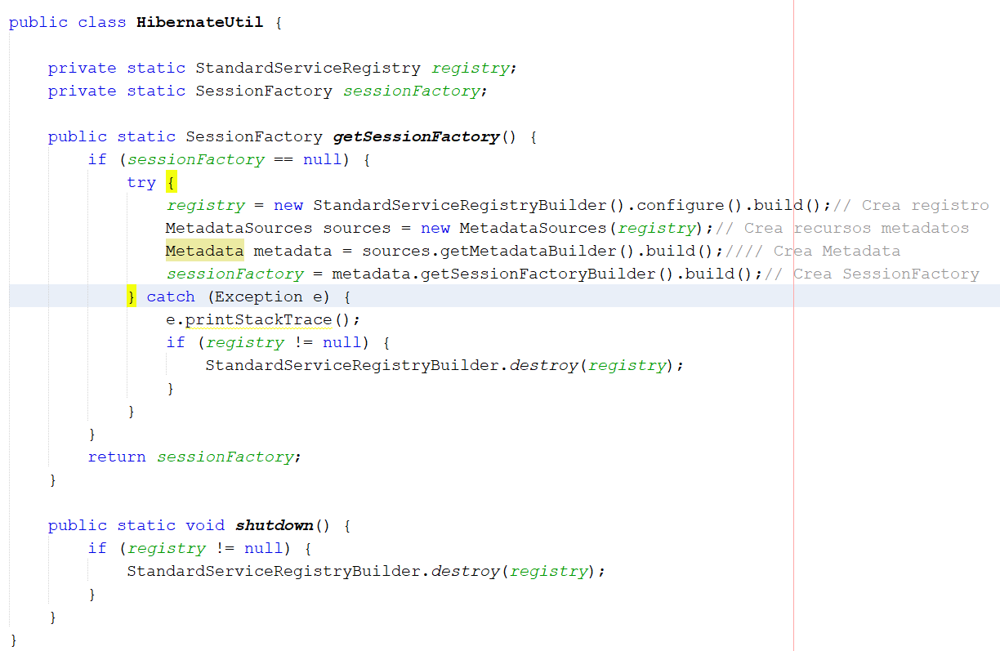 public class HibernateUtil {
private static StandardServiceRegistry registry;
private static SessionFactory sessionFactory;
public static SessionFactory getSessionFactory() {
if (sessionFactory == null) {
try {
registry = new StandardServiceRegistryBuilder().configure().build();// Crea registro
MetadataSources sources = new MetadataSources(registry);// Crea recursos metadatos
Metadata metadata = sources.getMetadataBuilder().build();//// Crea Metadata
sessionFactory = metadata.getSessionFactoryBuilder().build();// Crea SessionFactory
} catch (Exception e) {
e.printStackTrace();
if (registry != null) {
StandardServiceRegistryBuilder.destroy(registry);
}
}
}
return sessionFactory;
}
public static void shutdown() {
if (registry != null) {
StandardServiceRegistryBuilder.destroy(registry);
}
}
}